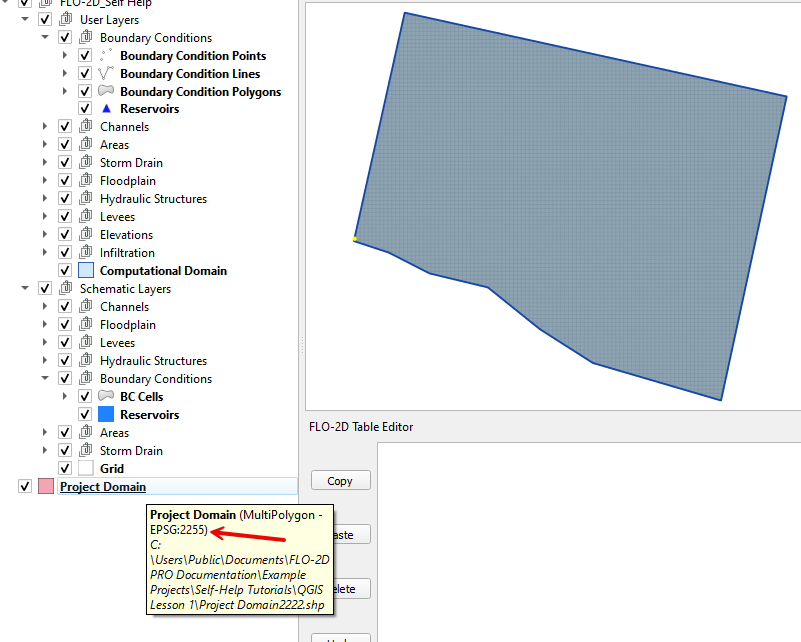 FLO-2D_Self Help
User Layers
Boundary Conditions
Boundary Condition Points
Boundary Condition Lines
Boundary Condition Polygons
Reservoirs
Channels
Areas
Storm Drain
Floodplain
Hydraulic Structures
Levees
Elevations
Infiltration
Computational Domain
Schematic Layers
Channels
Floodplain
Levees
Hydraulic Structures
Boundary Conditions
BC Cells
Reservoirs
Areas
Storm Drain
Grid
Project Domain
Project Domain (MultiPolygon -
EPSG:2255)
C:
\Users\Public\Documents\FLO-2D
PRO Documentation\Example
Projects\Self-Help Tutorials\QGIS
Lesson 1\Project Domain2222.shp
FLO-2D Table Editor
Copy
aste
elete